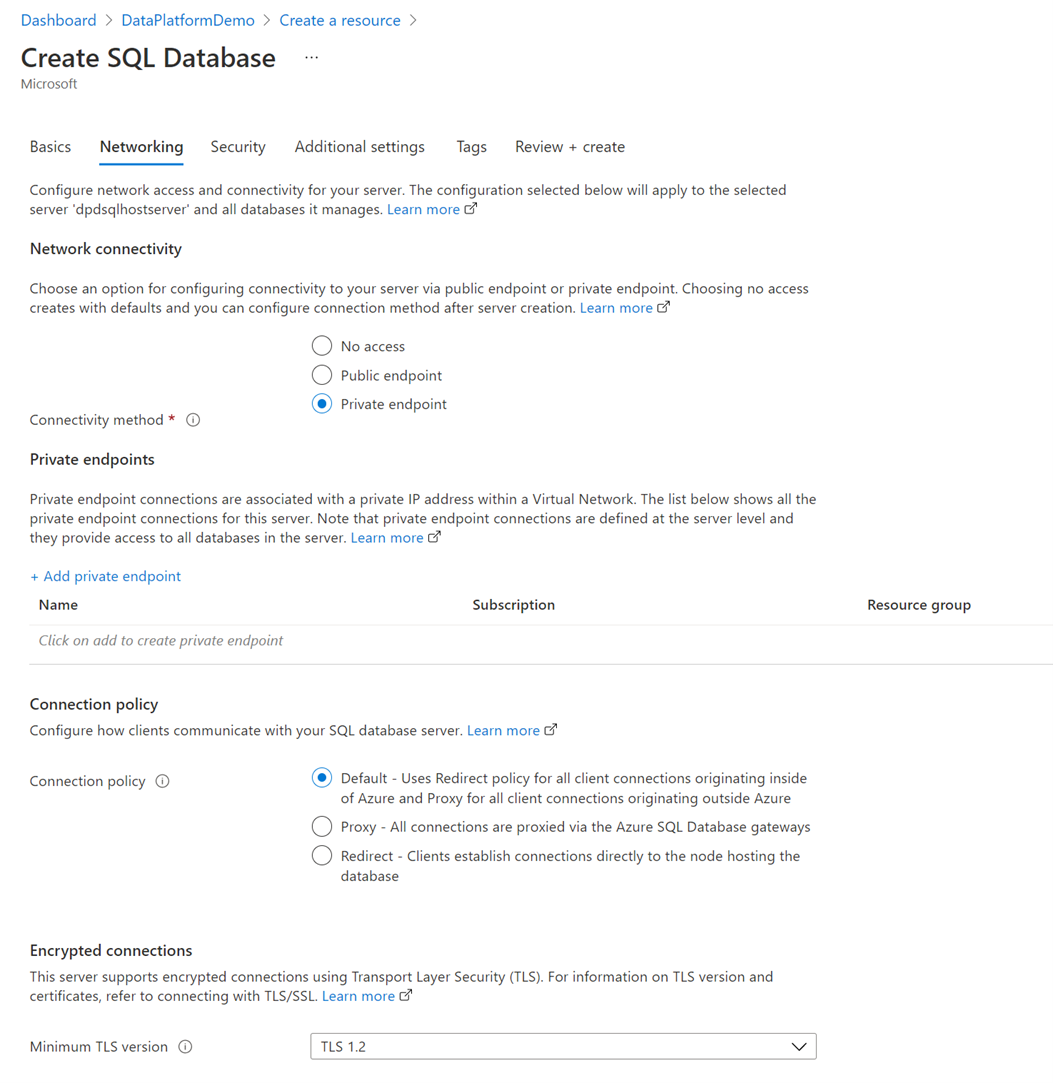 Dashboard > DataPlatformDemo > Create a resource >
Create SQL Database ...
Microsoft
Basics Networking Security Additional settings Tags Review + create
Configure network access and connectivity for your server. The configuration selected below will apply to the selected
server 'dpdsqlhostserver' and all databases it manages. Learn more
Network connectivity
Choose an option for configuring connectivity to your server via public endpoint or private endpoint. Choosing no access
creates with defaults and you can configure connection method after server creation. Learn more
No access
Public endpoint
Private endpoint
Connectivity method *
Private endpoints
Private endpoint connections are associated with a private IP address within a Virtual Network. The list below shows all the
private endpoint connections for this server. Note that private endpoint connections are defined at the server level and
they provide access to all databases in the server. Learn more
+ Add private endpoint
Name Subscription Resource group
Click on add to create private endpoint
Connection policy
Configure how clients communicate with your SQL database server. Learn more
Connection policy
Default - Uses Redirect policy for all client connections originating inside
of Azure and Proxy for all client connections originating outside Azure
Proxy - All connections are proxied via the Azure SQL Database gateways
Redirect - Clients establish connections directly to the node hosting the
database
Encrypted connections
This server supports encrypted connections using Transport Layer Security (TLS). For information on TLS version and
certificates, refer to connecting with TLS/SSL. Learn more
Minimum TLS version TLS 1.2